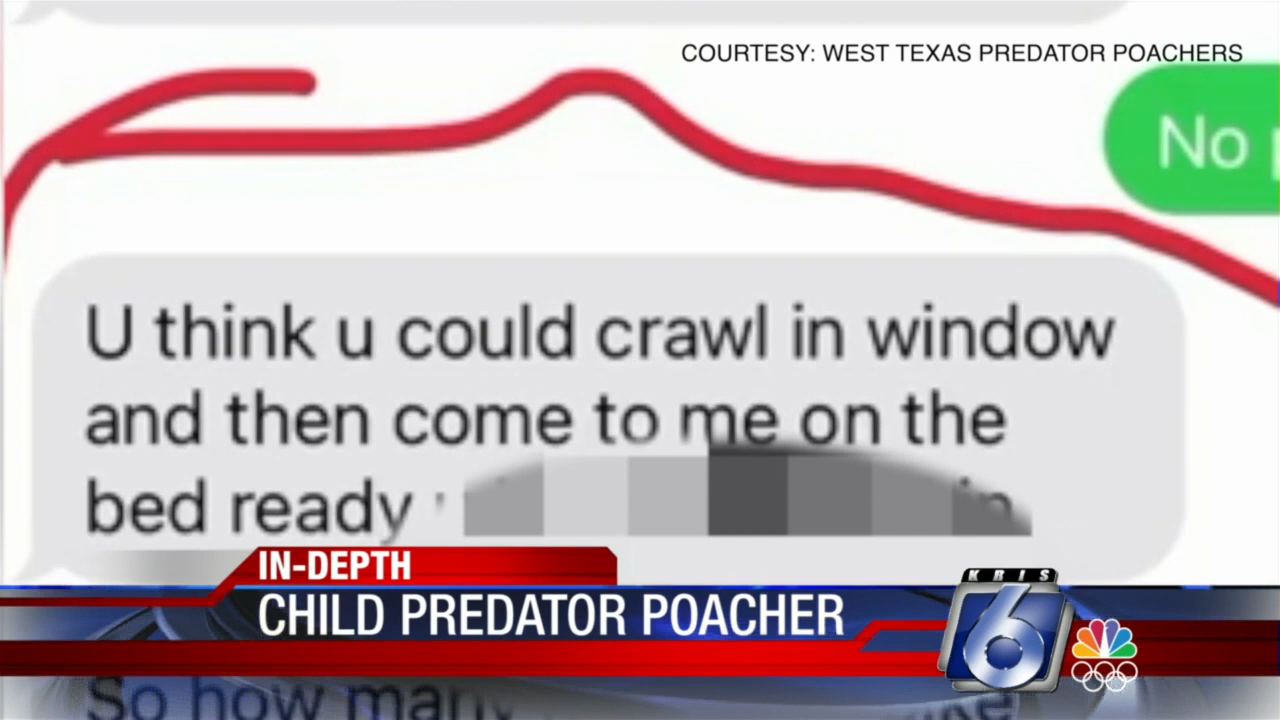 COURTESY: WEST TEXAS PREDATOR POACHERS
No
U think u could crawl in window
and then come to me on the
bed ready
IN-DEPTH
CHILD PREDATOR POACHER
KRIS
6
So how many